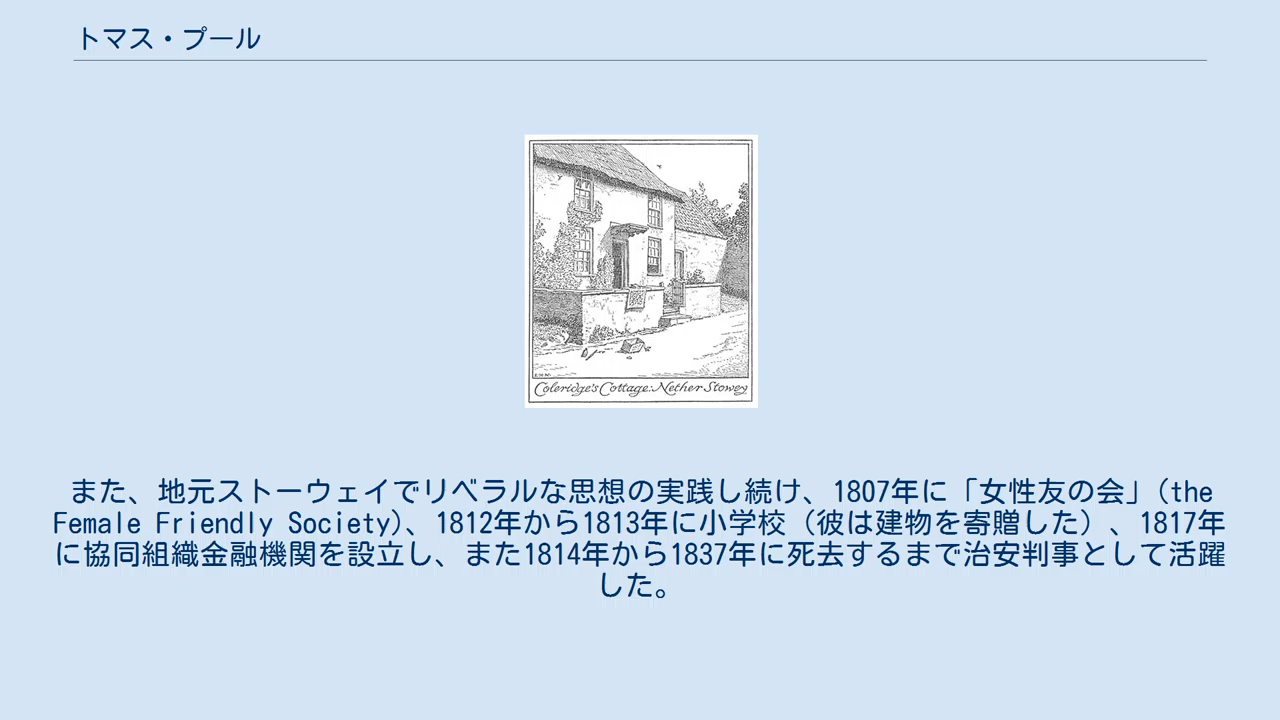 トマス・プール
Coleridge's Cottage: Nether Stowey
また、地元ストーウェイでリベラルな思想の実践し続け、1807年に「女性友の会」(the
Female Friendly Society)、1812年から1813年に小学校（彼は建物を寄贈した）、1817年
に協同組織金融機関を設立し、また1814年から1837年に死去するまで治安判事として活躍
した。